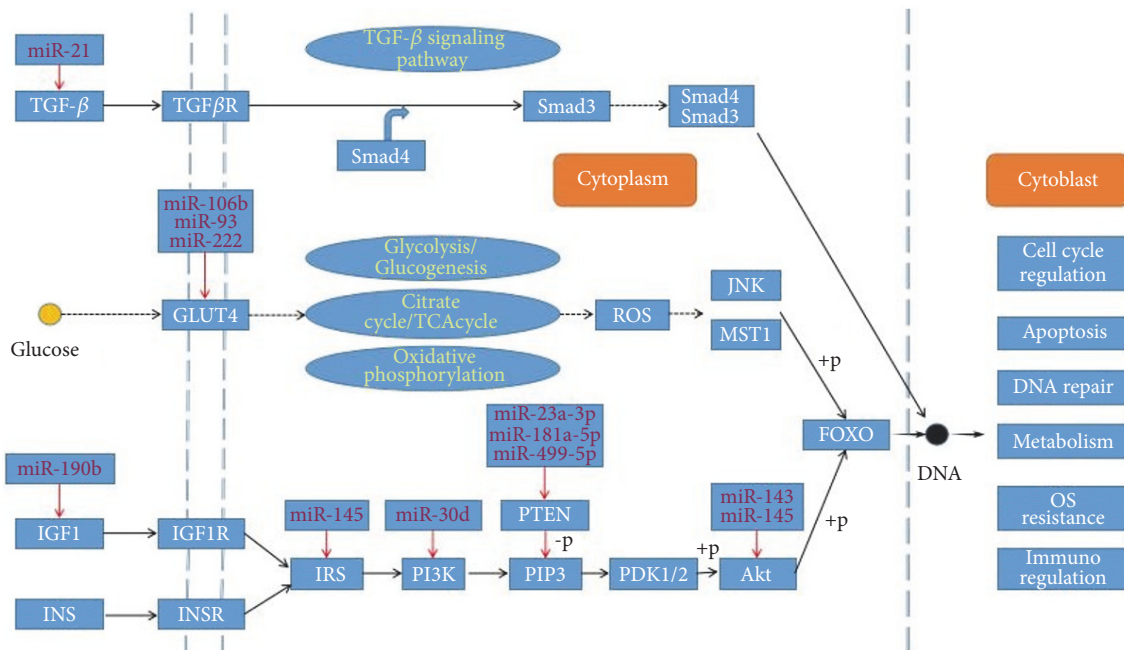 miR-21
TGF-β
TGFβR
TGF-β signaling
pathway
Smad4
Smad3
Smad4
Smad3
Cytoplasm
Cytoblast
miR-106b
miR-93
miR-222
Glucose
GLUT4
Glycolysis/
Glucogenesis
Citrate
cycle/TCAcycle
Oxidative
phosphorylation
ROS
JNK
MST1
+p
FOXO
DNA
miR-190b
IGF1
IGF1R
INS
INSR
miR-145
IRS
miR-30d
PI3K
miR-23a-3p
miR-181a-5p
miR-499-5p
PTEN
-p
PIP3
PDK1/2
+p
miR-143
miR-145
Akt
+p
Cell cycle
regulation
Apoptosis
DNA repair
Metabolism
OS
resistance
Immuno
regulation